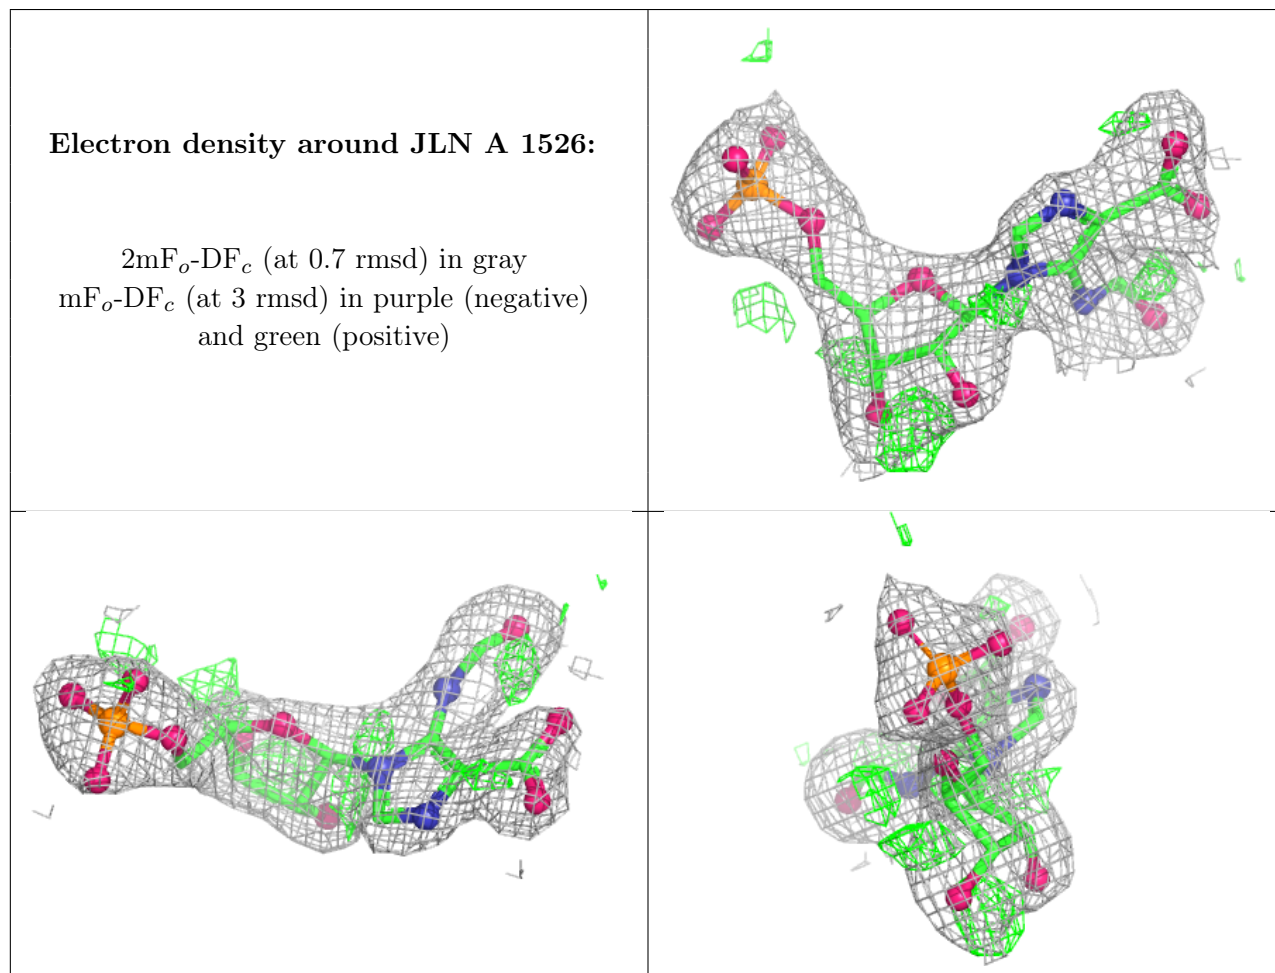 Electron density around JLN A 1526:
2mFo-DFc (at 0.7 rmsd) in gray
mFo-DFc (at 3 rmsd) in purple (negative)
and green (positive)